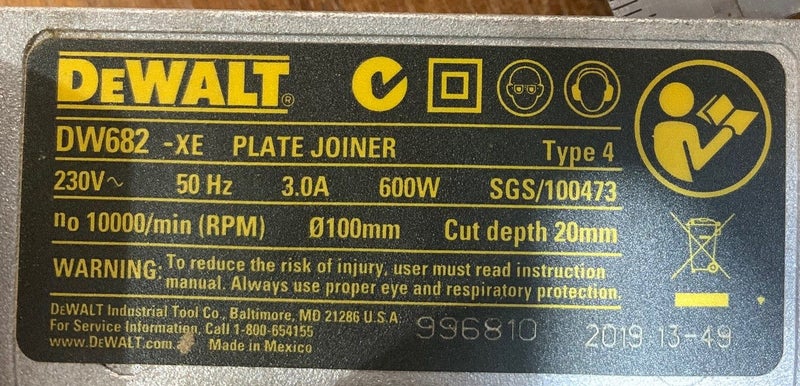 DEWALT®
DW682 -XE PLATE JOINER Type 4
230V~ 50 Hz 3.0A 600W SGS/100473
no 10000/min (RPM) Ø100mm Cut depth 20mm
WARNING: To reduce the risk of injury, user must read instruction
manual. Always use proper eye and respiratory protection.
DEWALT Industrial Tool Co., Baltimore, MD 21286 U.S.A.
For Service Information, Call 1-800-654155
www.DEWALT.com Made in Mexico
996810 2019 13-49